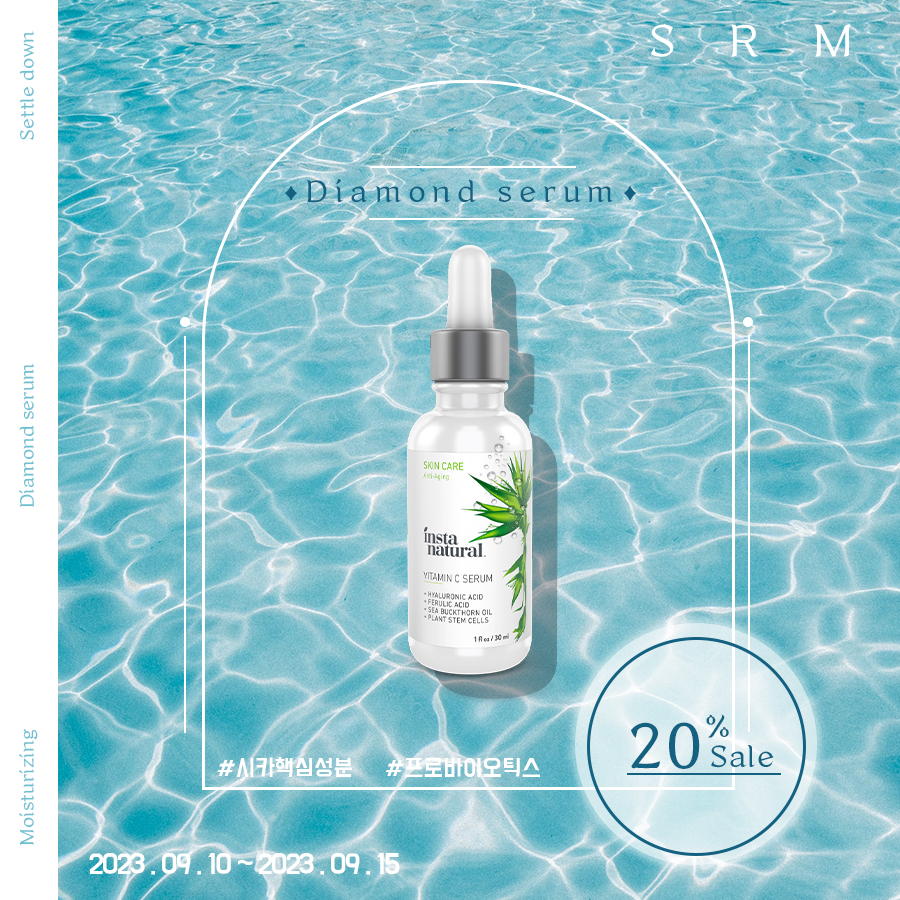 S R M
Settle down
Diamond serum
Moisturizing
♦Diamond serum♦
SKIN CARE
Anti-Aging
insta
natural
VITAMIN C SERUM
• HYALURONIC ACID
• FERULIC ACID
• SEA BUCKTHORN OIL
• PLANT STEM CELLS
1 fl oz / 30 ml
20% Sale
#시카핵심성분 #프로바이오틱스
2023 . 09 . 10 ~ 2023 . 09 . 15